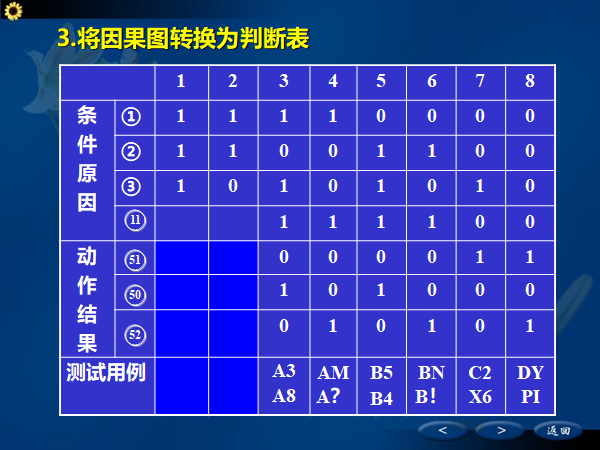 3.将因果图转换为判断表
1 2 3 4 5 6 7 8
条件原因 ① 1 1 1 1 0 0 0 0
② 1 1 0 0 1 1 0 0
③ 1 0 1 0 1 0 1 0
⑪ 1 1 1 1 0 0
动作结果 51 0 0 0 0 1 1
50 1 0 1 0 0 0
52 0 1 0 1 0 1
测试用例 A3 AM B5 BN C2 DY
A8 A? B4 B! X6 PI
< > 返回